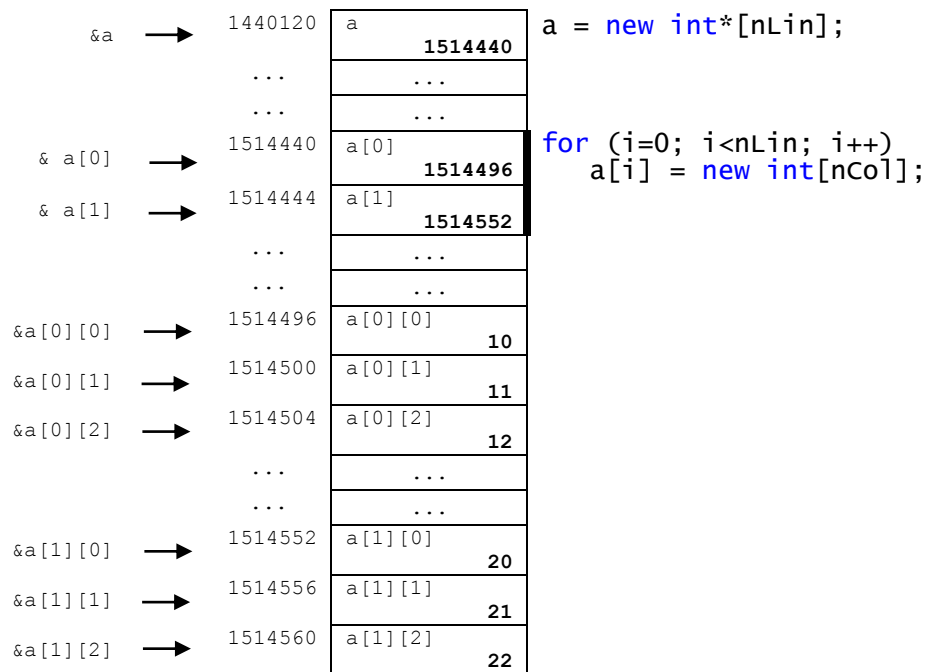 &a 1440120 a a = new int*[nLin];
1514440
... ...
... ...
& a[0] 1514440 a[0] for (i=0; i<nLin; i++)
1514496 a[i] = new int[nCol];
& a[1] 1514444 a[1]
1514552
... ...
... ...
&a[0][0] 1514496 a[0][0]
10
&a[0][1] 1514500 a[0][1]
11
&a[0][2] 1514504 a[0][2]
12
... ...
... ...
&a[1][0] 1514552 a[1][0]
20
&a[1][1] 1514556 a[1][1]
21
&a[1][2] 1514560 a[1][2]
22